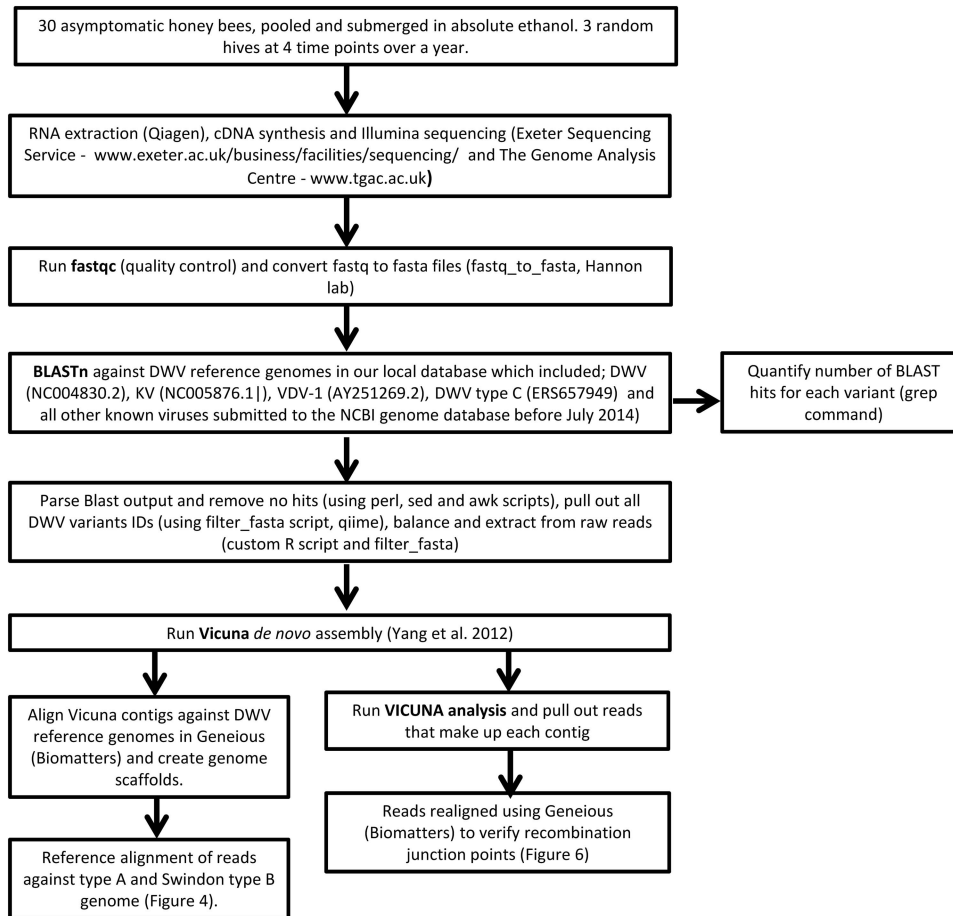 30 asymptomatic honey bees, pooled and submerged in absolute ethanol. 3 random
hives at 4 time points over a year.
RNA extraction (Qiagen), cDNA synthesis and Illumina sequencing (Exeter Sequencing
Service - www.exeter.ac.uk/business/facilities/sequencing/ and The Genome Analysis
Centre - www.tgac.ac.uk)
Run fastqc (quality control) and convert fastq to fasta files (fastq_to_fasta, Hannon
lab)
BLASTn against DWV reference genomes in our local database which included; DWV
(NC004830.2), KV (NC005876.1|), VDV-1 (AY251269.2), DWV type C (ERS657949) and
all other known viruses submitted to the NCBI genome database before July 2014)
Quantify number of BLAST
hits for each variant (grep
command)
Parse Blast output and remove no hits (using perl, sed and awk scripts), pull out all
DWV variants IDs (using filter_fasta script, qiime), balance and extract from raw reads
(custom R script and filter_fasta)
Run Vicuna de novo assembly (Yang et al. 2012)
Align Vicuna contigs against DWV
reference genomes in Geneious
(Biomatters) and create genome
scaffolds.
Run VICUNA analysis and pull out reads
that make up each contig
Reads realigned using Geneious
(Biomatters) to verify recombination
junction points (Figure 6)
Reference alignment of reads
against type A and Swindon type B
genome (Figure 4).